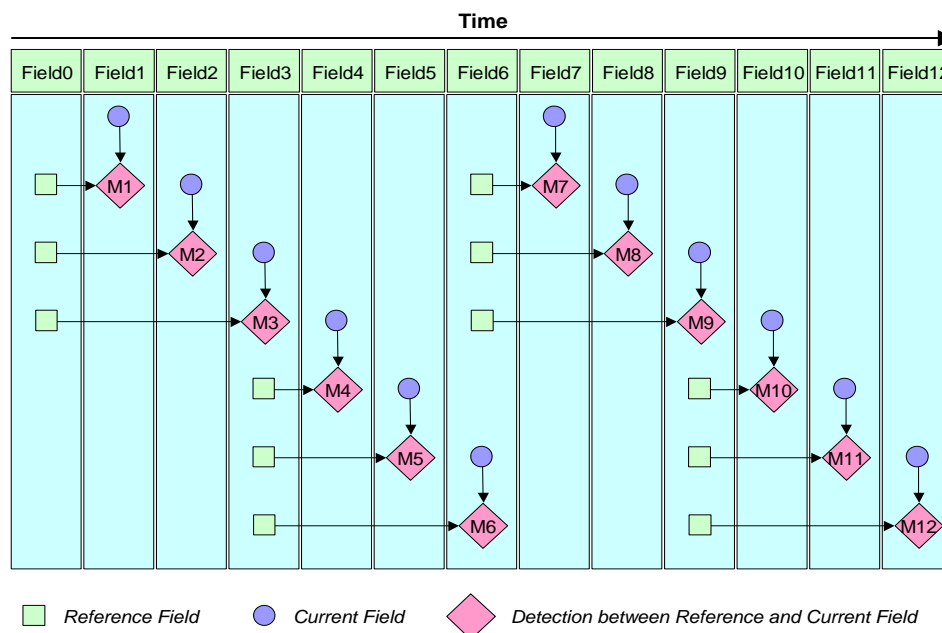 Time
Field0 Field1 Field2 Field3 Field4 Field5 Field6 Field7 Field8 Field9 Field10 Field11 Field12
M1 M7
M2 M8
M3 M9
M4 M10
M5 M11
M6 M12
Reference Field Current Field Detection between Reference and Current Field